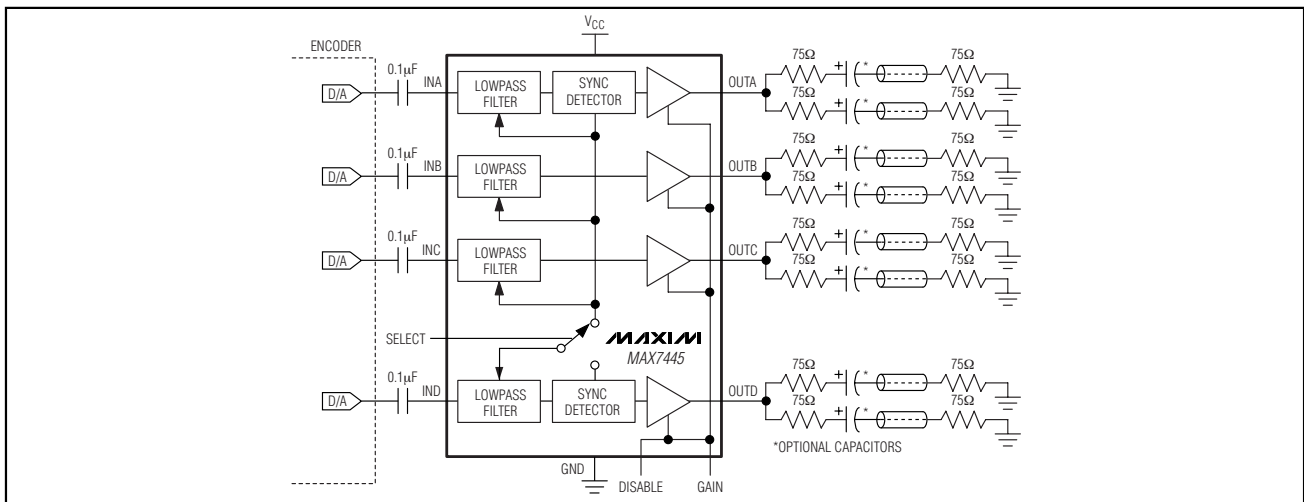 V_CC
ENCODER
0.1µF INA
D/A
LOWPASS FILTER
SYNC DETECTOR
OUTA
75Ω 75Ω
+ *
75Ω 75Ω
+ *
0.1µF INB
D/A
LOWPASS FILTER
OUTB
75Ω 75Ω
+ *
75Ω 75Ω
+ *
0.1µF INC
D/A
LOWPASS FILTER
OUTC
75Ω 75Ω
+ *
75Ω 75Ω
+ *
SELECT
MAXIM
MAX7445
0.1µF IND
D/A
LOWPASS FILTER
SYNC DETECTOR
OUTD
75Ω 75Ω
+ *
75Ω 75Ω
+ *
*OPTIONAL CAPACITORS
GND
DISABLE GAIN